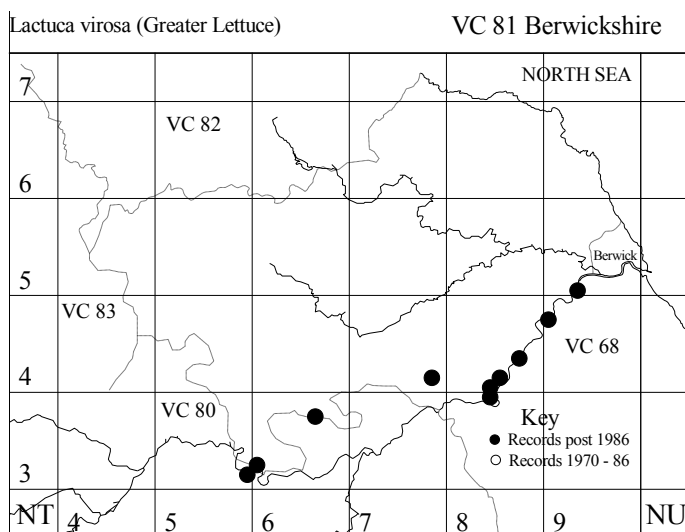 Lactuca virosa (Greater Lettuce)
VC 81 Berwickshire
NORTH SEA
7
VC 82
6
Berwick
5
VC 83
VC 68
4
VC 80
Key
Records post 1986
Records 1970 - 86
3
NT 4 5 6 7 8 9 NU